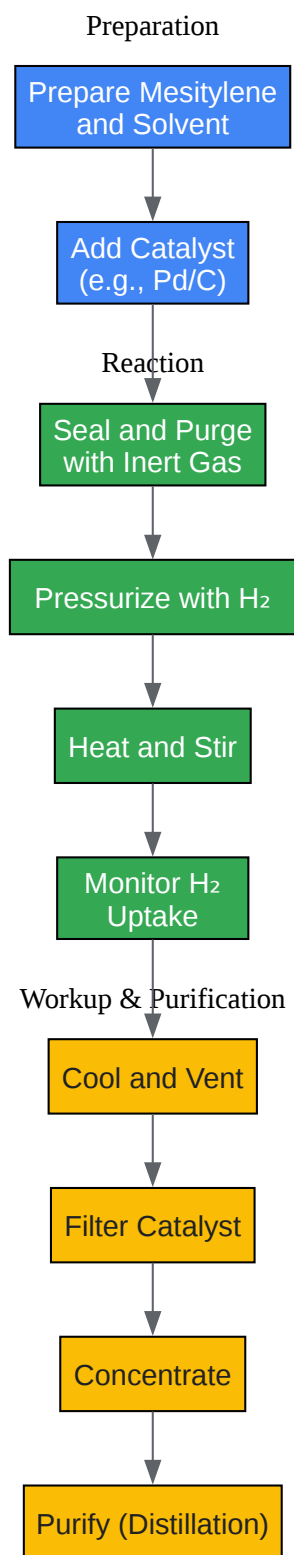 Preparation
Prepare Mesitylene
and Solvent
Add Catalyst
(e.g., Pd/C)
Reaction
Seal and Purge
with Inert Gas
Pressurize with H₂
Heat and Stir
Monitor H₂
Uptake
Workup & Purification
Cool and Vent
Filter Catalyst
Concentrate
Purify (Distillation)